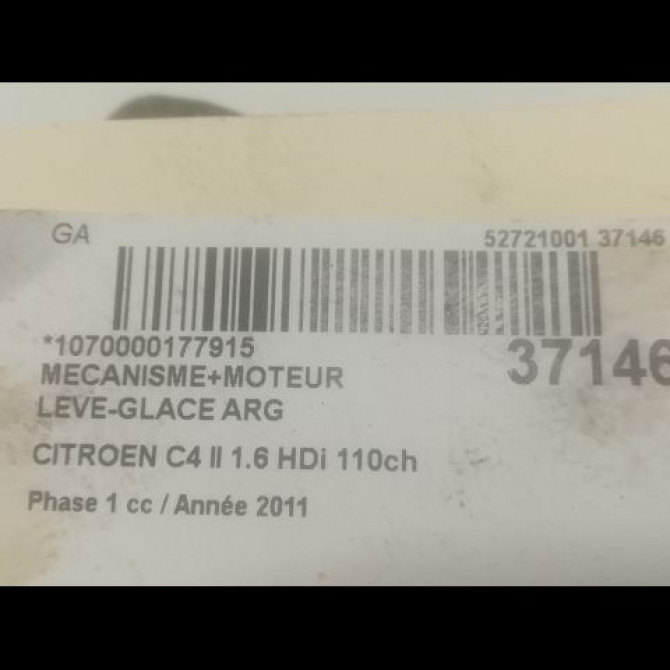 GA
52721001 37146
*1070000177915
37146
MECANISME+MOTEUR
LEVE-GLACE ARG
CITROEN C4 II 1.6 HDi 110ch
Phase 1 cc / Année 2011